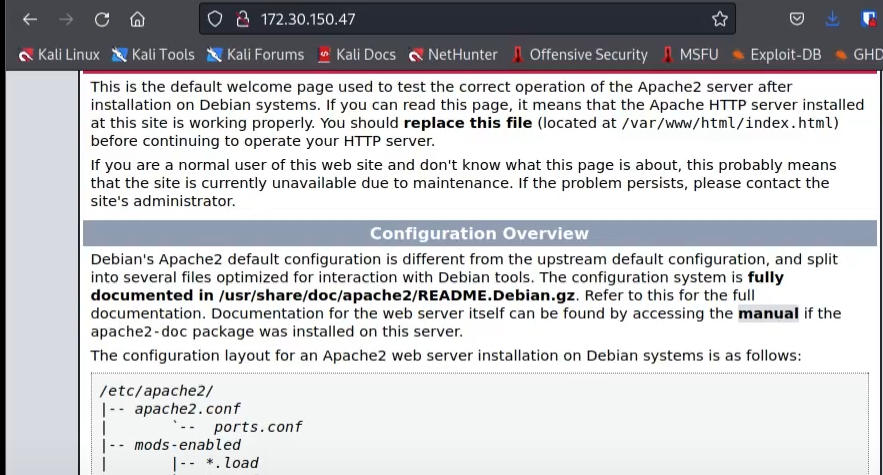 172.30.150.47
Kali Linux Kali Tools Kali Forums Kali Docs NetHunter Offensive Security MSFU Exploit-DB GHD
This is the default welcome page used to test the correct operation of the Apache2 server after
installation on Debian systems. If you can read this page, it means that the Apache HTTP server installed
at this site is working properly. You should replace this file (located at /var/www/html/index.html)
before continuing to operate your HTTP server.
If you are a normal user of this web site and don't know what this page is about, this probably means
that the site is currently unavailable due to maintenance. If the problem persists, please contact the
site's administrator.
Configuration Overview
Debian's Apache2 default configuration is different from the upstream default configuration, and split
into several files optimized for interaction with Debian tools. The configuration system is fully
documented in /usr/share/doc/apache2/README.Debian.gz. Refer to this for the full
documentation. Documentation for the web server itself can be found by accessing the manual if the
apache2-doc package was installed on this server.
The configuration layout for an Apache2 web server installation on Debian systems is as follows:
/etc/apache2/
|-- apache2.conf
|       `--  ports.conf
|-- mods-enabled
|       |-- *.load